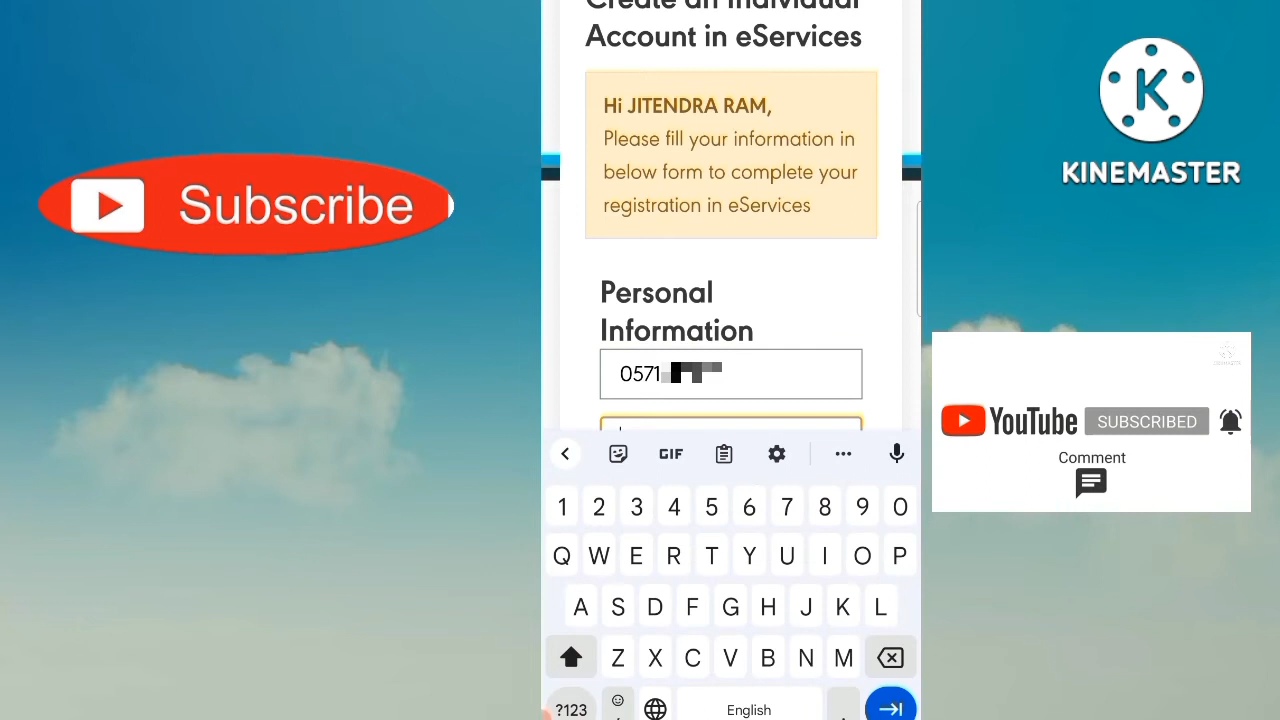 Create an Individual
Account in eServices
Hi JITENDRA RAM,
Please fill your information in
below form to complete your
registration in eServices
Personal
Information
0571
Subscribe
KINEMASTER
YouTube SUBSCRIBED
Comment
GIF
1 2 3 4 5 6 7 8 9 0
Q W E R T Y U I O P
A S D F G H J K L
Z X C V B N M
?123 English